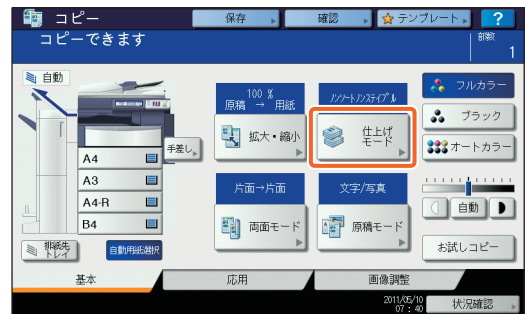 コピー
保存
確認
テンプレート
?
コピーできます
部数
1
自動
100 %
原稿 → 用紙
拡大・縮小
ノンソート/ノンステイプル
仕上げ
モード
フルカラー
ブラック
オートカラー
手差し
A4
A3
A4-R
B4
片面→片面
両面モード
文字/写真
原稿モード
自動
排紙先
トレイ
自動用紙選択
お試しコピー
基本
応用
画像調整
2011/05/10
07 : 40
状況確認